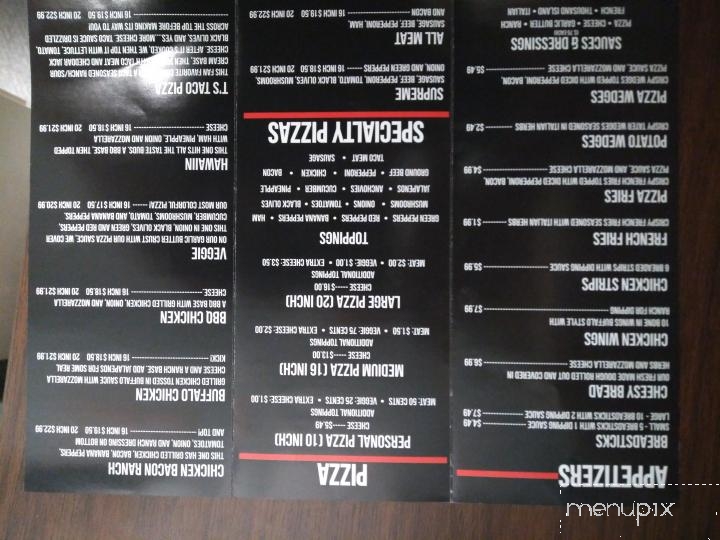 APPETIZERS
BREADSTICKS
SMALL- 5 BREADSTICKS WITH 1 DIPPING SAUCE $4.49
LARGE - 10 BREADSTICKS WITH 2 DIPPING SAUCE $7.49
CHEESY BREAD
OUR FRESH MADE DOUGH ROLLED OUT AND COVERED IN
HERBS AND MOZZARELLA CHEESE $6.99
CHICKEN WINGS
10 BONE IN BUFFALO STYLE WITH
RANCH FOR DIPPING $7.99
CHICKEN STRIPS
6 BREADED STRIPS WITH DIPPING SAUCE $5.99
FRENCH FRIES
CRISPY FRENCH FRIES SEASONED WITH ITALIAN HERBS $1.99
PIZZA FRIES
CRISPY FRIES TOPPED WITH DICED PEPPERONI, BACON,
PIZZA SAUCE, AND MOZZARELLA CHEESE $4.99
POTATO WEDGES
CRISPY TATER WEDGES SEASONED IN ITALIAN HERBS $2.49
PIZZA WEDGES
CRISPY WEDGES TOPPED WITH DICED PEPPERONI, BACON,
PIZZA SAUCE, AND MOZZARELLA CHEESE $5.49
SAUCES & DRESSINGS
PIZZA • CHEESE • GARLIC BUTTER • RANCH
FRENCH • THOUSAND ISLAND
PIZZA
PERSONAL PIZZA (10 INCH)
CHEESE $5.49
ADDITIONAL TOPPINGS
MEAT: 50 CENTS • VEGGIE: 25 CENTS • EXTRA CHEESE: $1.00
MEDIUM PIZZA (16 INCH)
CHEESE $13.00
ADDITIONAL TOPPINGS
MEAT: $1.50 • VEGGIE: 75 CENTS • EXTRA CHEESE: $2.00
LARGE PIZZA (20 INCH)
CHEESE $16.00
ADDITIONAL TOPPINGS
MEAT: $2.00 • VEGGIE: $1.00 • EXTRA CHEESE: $3.50
TOPPINGS
GREEN PEPPERS • RED PEPPERS • BANANA PEPPERS • HAM
MUSHROOMS • ONIONS • TOMATOES • BLACK OLIVES
JALAPENOS • ANCHOVIES • CUCUMBER • PINEAPPLE
GROUND BEEF • PEPPERONI • CHICKEN • BACON
TACO MEAT • SAUSAGE
SPECIALTY PIZZAS
SUPREME
SAUSAGE, BEEF, PEPPERONI, TOMATO, BLACK OLIVES, MUSHROOMS,
ONION, AND GREEN PEPPERS 16 INCH $18.50 20 INCH $21.99
ALL MEAT
SAUSAGE, BEEF, PEPPERONI, HAM,
AND BACON 16 INCH $19.50 20 INCH $22.99
CHICKEN BACON RANCH
THIS ONE HAS GRILLED CHICKEN, BACON, BANANA PEPPERS,
TOMATOES, ONION, AND RANCH DRESSING ON BOTTOM
AND TOP! 16 INCH $19.50 20 INCH $22.99
BUFFALO CHICKEN
GRILLED CHICKEN TOSSED IN BUFFALO SAUCE WITH MOZZARELLA
CHEESE AND RANCH BASE. ADD JALAPENOS FOR SOME REAL
KICK! 16 INCH $18.50 20 INCH $21.99
BBQ CHICKEN
A BBQ BASE WITH GRILLED CHICKEN, ONION, AND MOZZARELLA
CHEESE 16 INCH $18.50 20 INCH $21.99
VEGGIE
ON OUR GARLIC BUTTER CRUST WITH OUR PIZZA SAUCE, WE COVER
THIS ONE IN ONION, BLACK OLIVES, GREEN AND RED PEPPERS,
CUCUMBER, MUSHROOMS, TOMATO, AND BANANA PEPPERS.
OUR MOST COLORFUL PIZZA! 16 INCH $17.50 20 INCH $20.99
HAWAIIN
THIS ONE HITS ALL THE TASTE BUDS. A BBQ BASE, THEN TOPPED
WITH HAM, PINEAPPLE, ONION AND MOZZARELLA
CHEESE 16 INCH $18.50 20 INCH $21.99
T'S TACO PIZZA
THIS FAN FAVORITE A TACO SEASONED RANCH/SOUR
CREAM BASE, THEN TACO MEAT AND CHEDDAR JACK
CHEESE. AFTER IT'S COOKED, WE THEN TOP IT WITH LETTUCE, TOMATO,
BLACK OLIVES, AND YES... MORE CHEESE. TACO SAUCE IS DRIZZLED
ACROSS THE TOP BEFORE MAKING ITS WAY TO YOU!
16 INCH $19.50 20 INCH $22.99
menupix